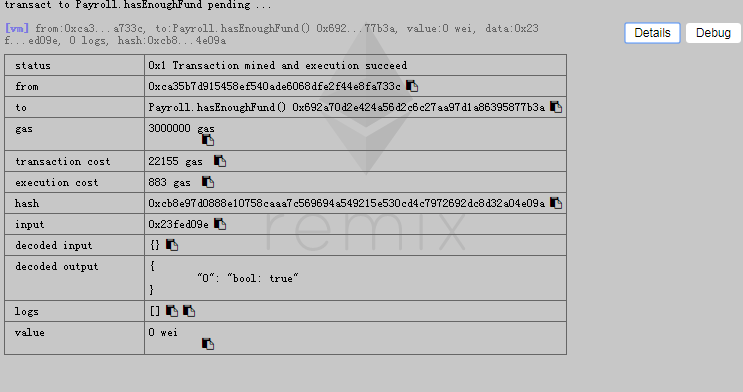 transact to Payroll.hasEnoughFund pending ...
[vm] from:0xca3...a733c, to:Payroll.hasEnoughFund() 0x692...77b3a, value:0 wei, data:0x23
f...ed09e, 0 logs, hash:0xcb8...4e09a
Details
Debug
status 0x1 Transaction mined and execution succeed
from 0xca35b7d915458ef540ade6068dfe2f44e8fa733c
to Payroll.hasEnoughFund() 0x692a70d2e424a56d2c6c27aa97d1a86395877b3a
gas 3000000 gas
transaction cost 22155 gas
execution cost 883 gas
hash 0xcb8e97d0888e10758caaa7c569694a549215e530cd4c7972692dc8d32a04e09a
input 0x23fed09e
decoded input {}
decoded output {
"0": "bool: true"
}
logs []
value 0 wei
remix